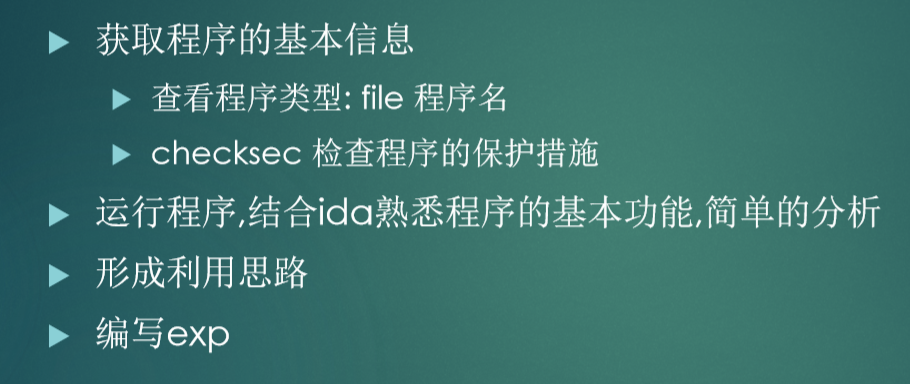 获取程序的基本信息
查看程序类型: file 程序名
checksec 检查程序的保护措施
运行程序,结合ida熟悉程序的基本功能,简单的分析
形成利用思路
编写exp